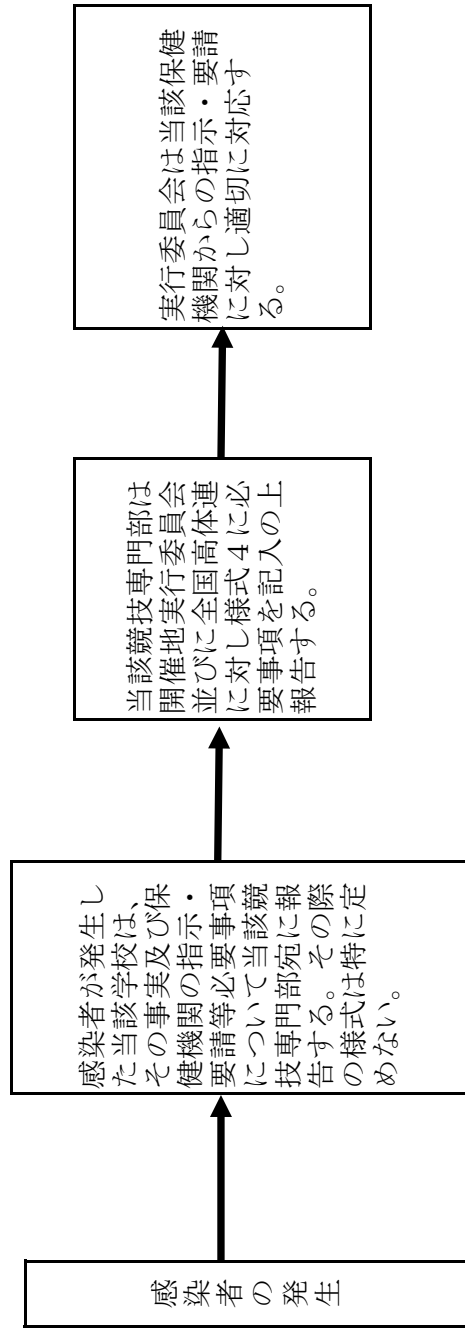 感染者の発生
感染者が発生し
た当該学校は、
その事実及び保
健機関の指示・
要請等必要事項
について当該競
技専門部宛に報
告する。その際
の様式は特に定
めない。
当該競技専門部は
開催地実行委員会
並びに全国高体連
に対し様式４に必
要事項を記入の上
報告する。
実行委員会は当該保健
機関からの指示・要請
に対し適切に対応す
る。